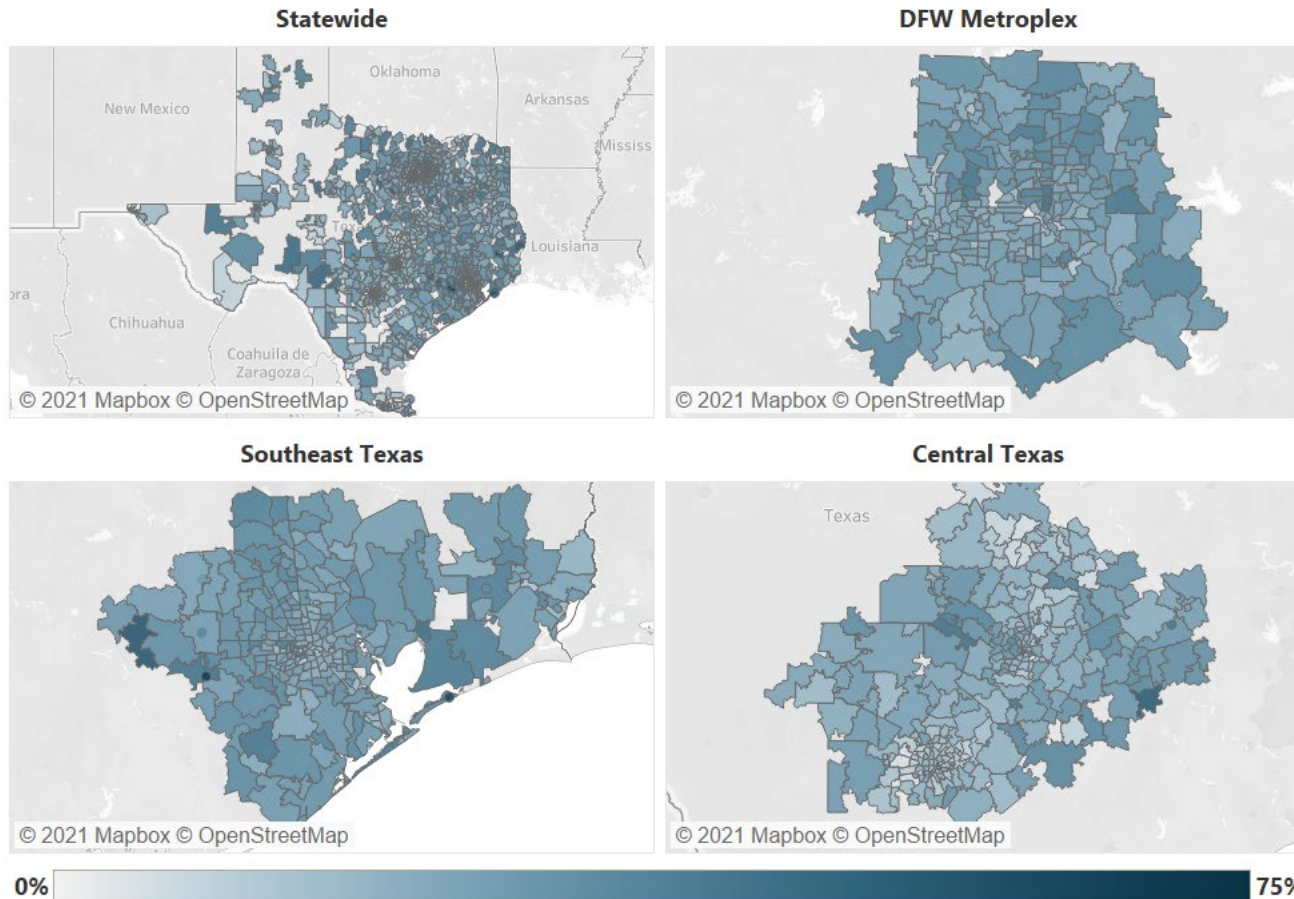 Statewide
DFW Metroplex
Oklahoma
New Mexico
Arkansas
Mississ
Louisiana
ora
Chihuahua
Coahuila de
Zaragoza
© 2021 Mapbox © OpenStreetMap
© 2021 Mapbox © OpenStreetMap
Southeast Texas
Central Texas
Texas
© 2021 Mapbox © OpenStreetMap
© 2021 Mapbox © OpenStreetMap
0%
75%